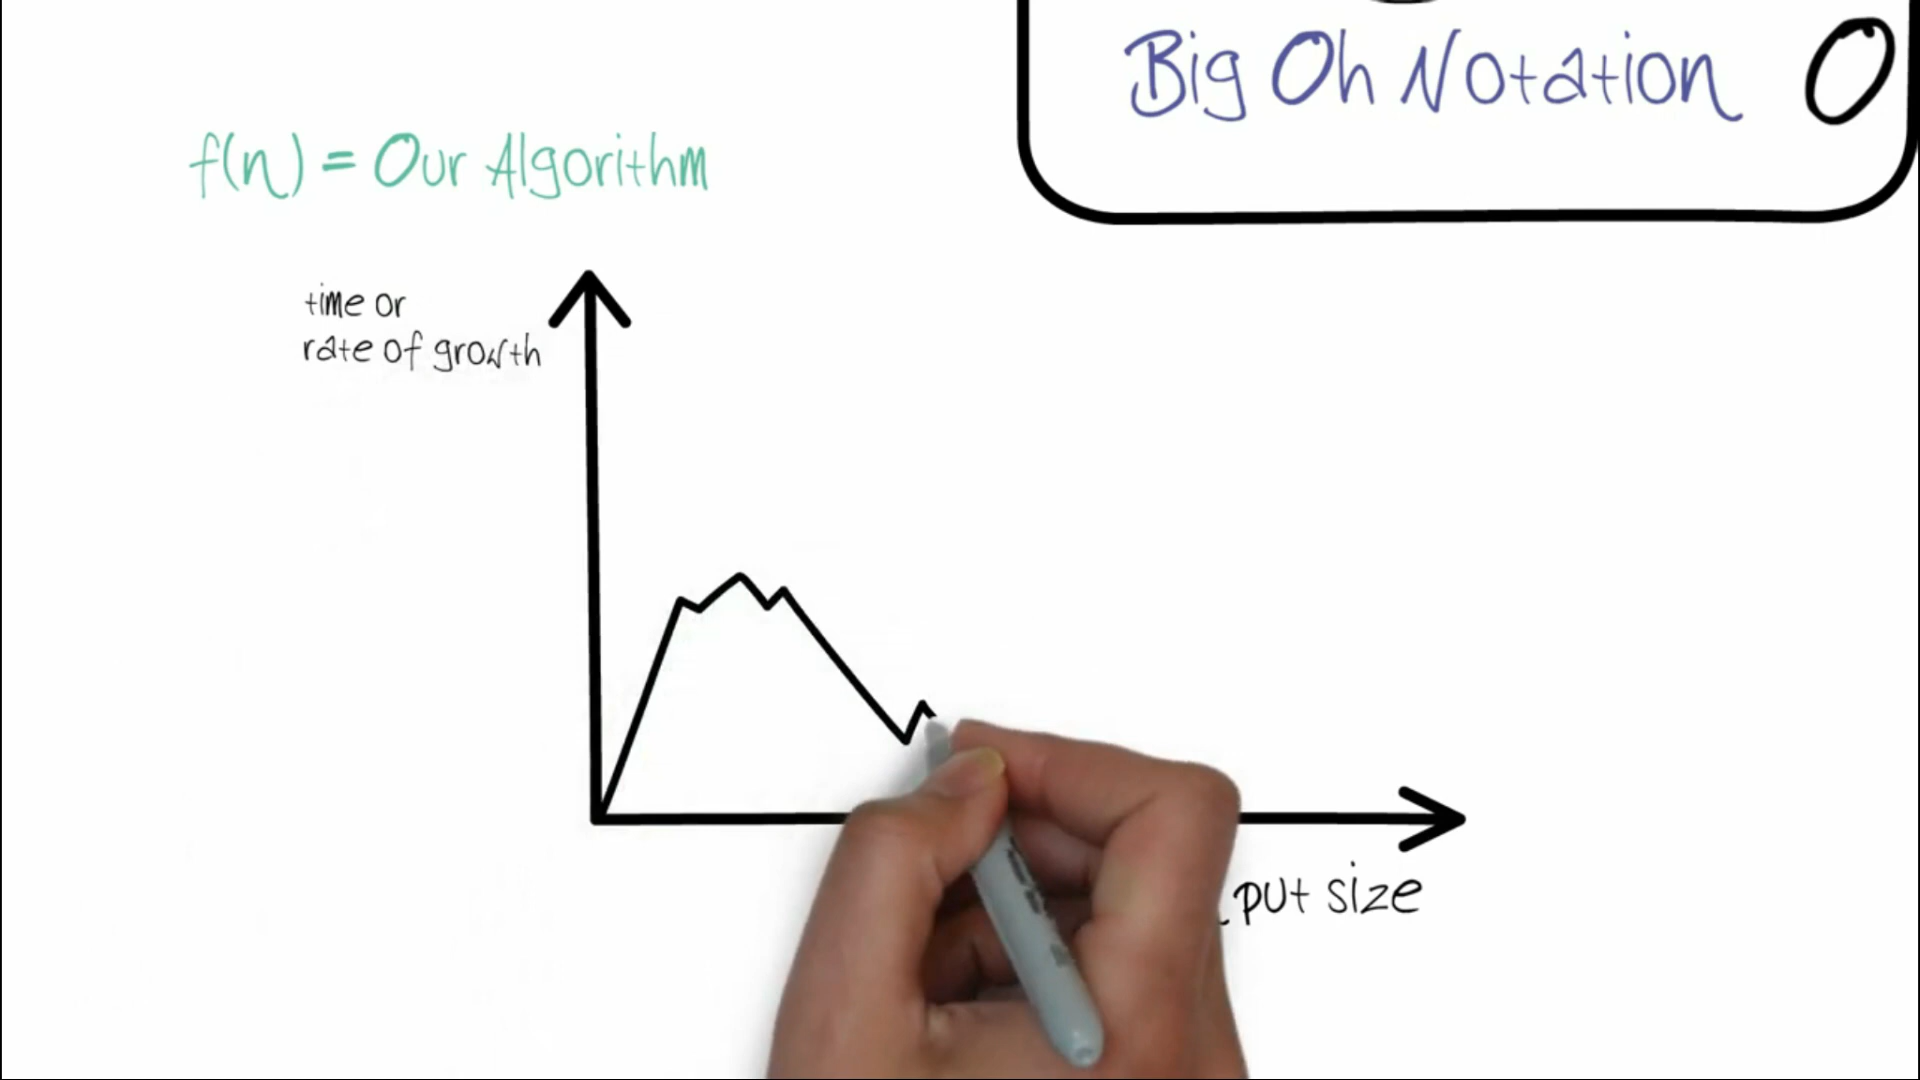 Big Oh Notation O
f(n) = Our Algorithm
time or
rate of growth
put size